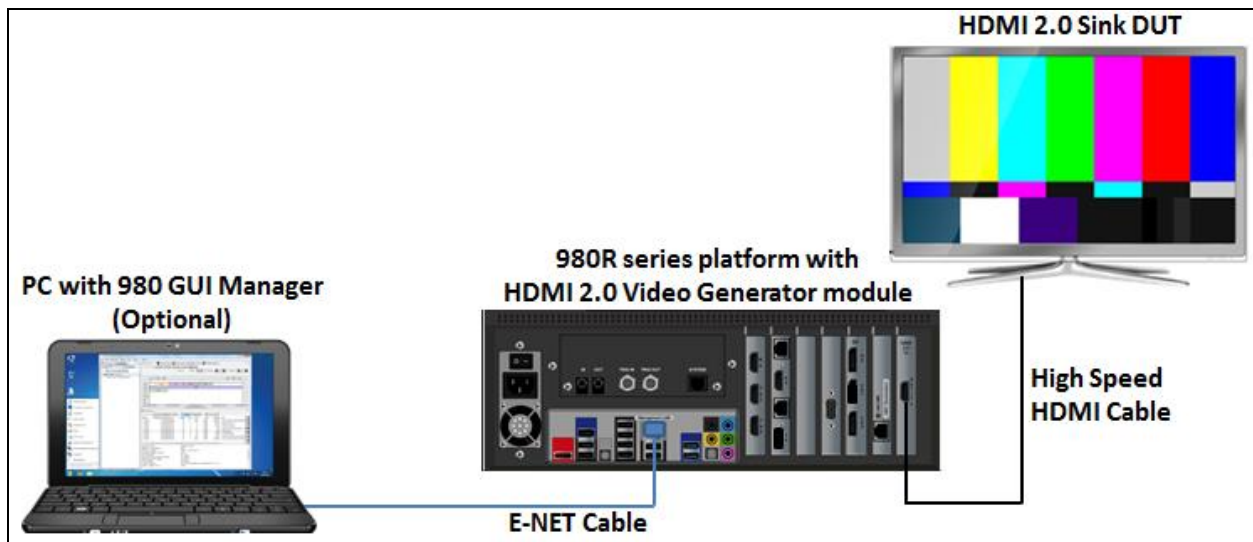 HDMI 2.0 Sink DUT
980R series platform with
HDMI 2.0 Video Generator module
PC with 980 GUI Manager
(Optional)
High Speed
HDMI Cable
E-NET Cable